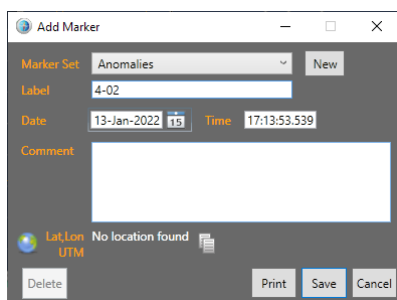 Add Marker
Marker Set Anomalies New
Label 4-02
Date 13-Jan-2022 15 Time 17:13:53.539
Comment
Lat,Lon No location found
UTM
Delete Print Save Cancel